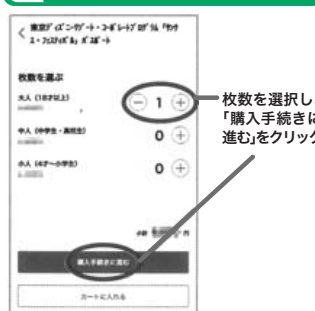 東京ディズニーリゾート・コーポレートプログラム「サンク
ス・フェスティバル」パスポート
枚数を選ぶ
大人 (18才以上)
1
中人 (中学生・高校生)
0
小人 (4才〜小学生)
0
小計
円
購入手続きに進む
カートに入れる
枚数を選択し
「購入手続きに
進む」をクリック